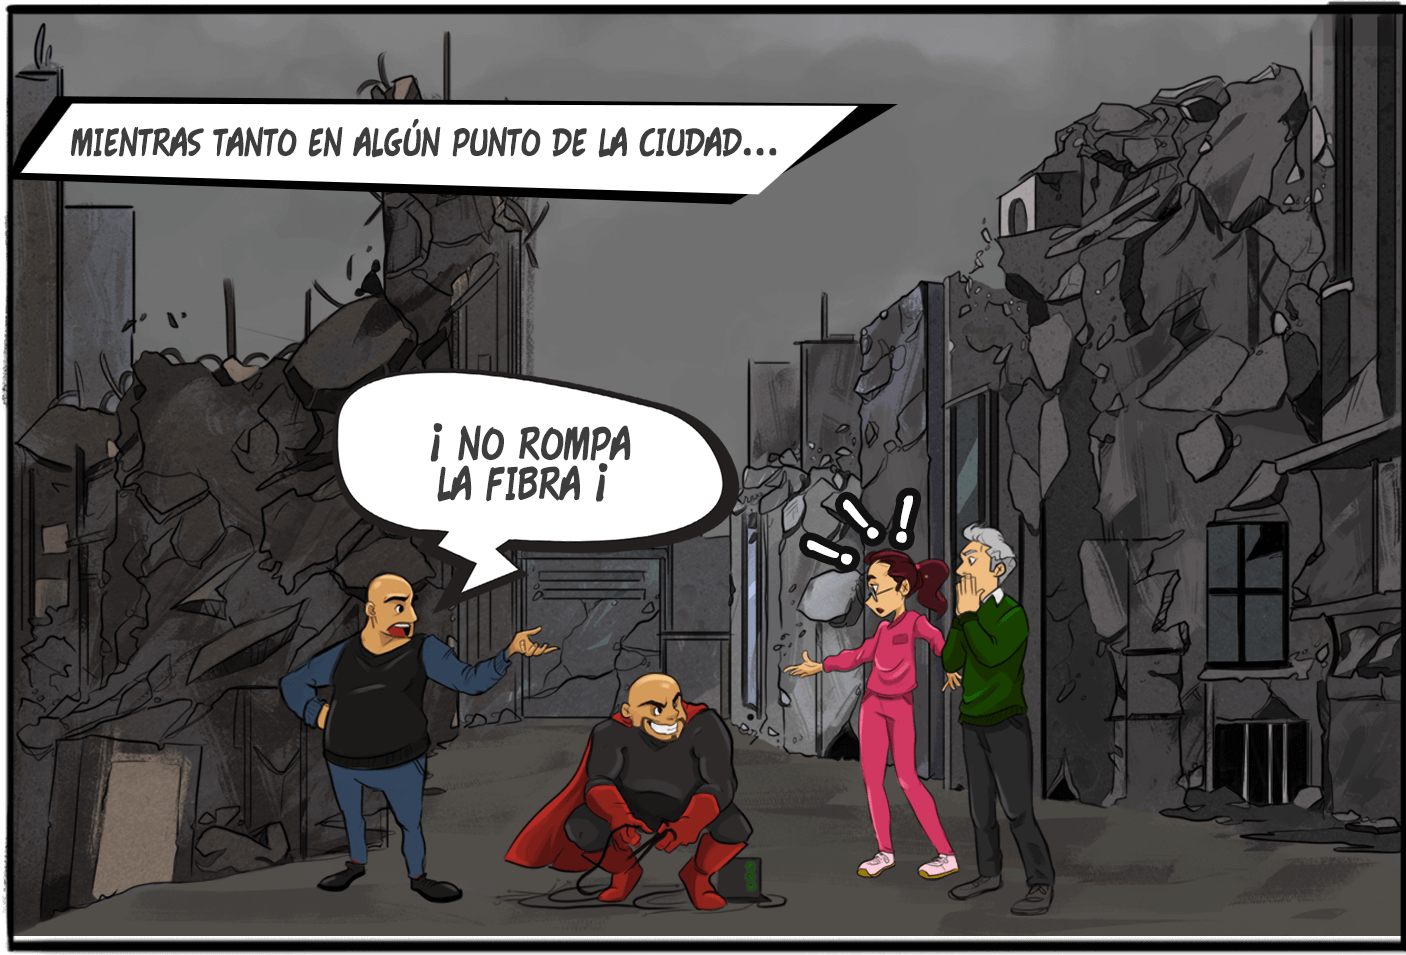 MIENTRAS TANTO EN ALGÚN PUNTO DE LA CIUDAD...
¡ NO ROMPA
LA FIBRA ¡
! ! !